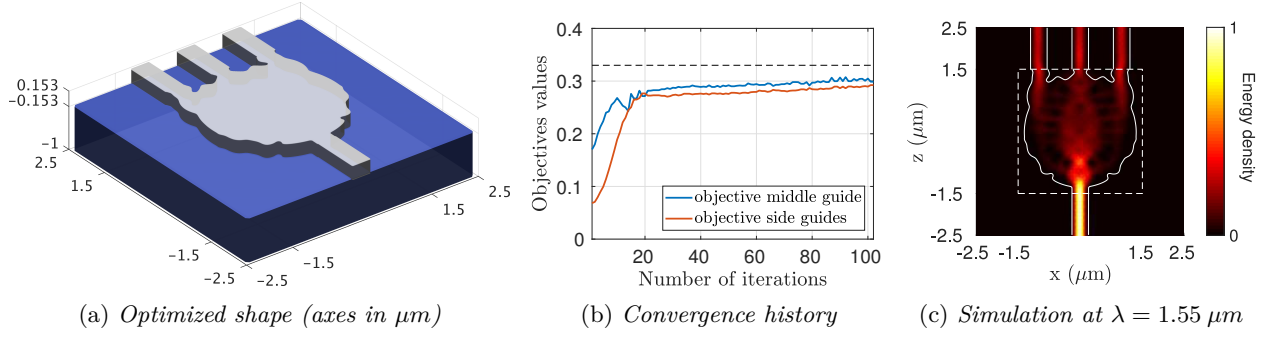 0.153
-0.153
-1
2.5
1.5
-1.5
-2.5
-2.5
-1.5
1.5
2.5
(a) Optimized shape (axes in μm)
0.4
0.3
0.2
0.1
0
Objectives values
objective middle guide
objective side guides
20 40 60 80 100
Number of iterations
(b) Convergence history
2.5
1.5
z (μm)
-1.5
-2.5
-2.5 -1.5 1.5 2.5
x (μm)
1
Energy density
0
(c) Simulation at λ = 1.55 μm